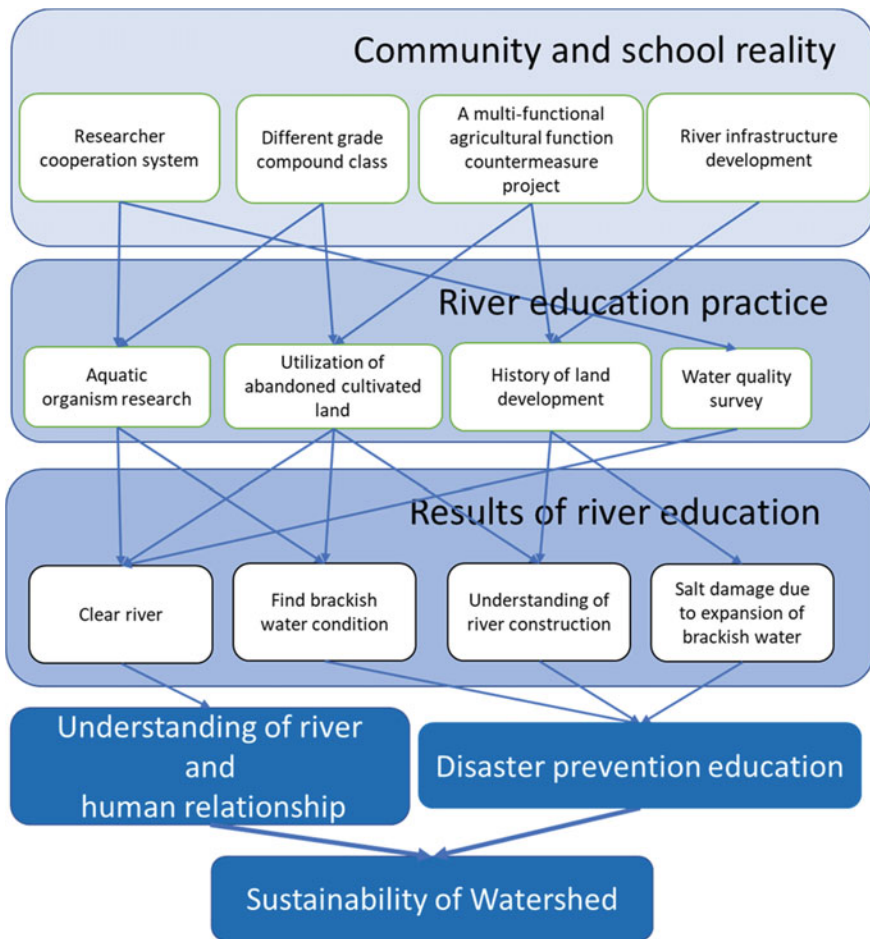 Community and school reality
Researcher
cooperation system
Different grade
compound class
A multi-functional
agricultural function
countermeasure
project
River infrastructure
development
River education practice
Aquatic
organism research
Utilization of
abandoned cultivated
land
History of land
development
Water quality
survey
Results of river education
Clear river
Find brackish
water condition
Understanding of
river construction
Salt damage due
to expansion of
brackish water
Understanding of river
and
human relationship
Disaster prevention education
Sustainability of Watershed